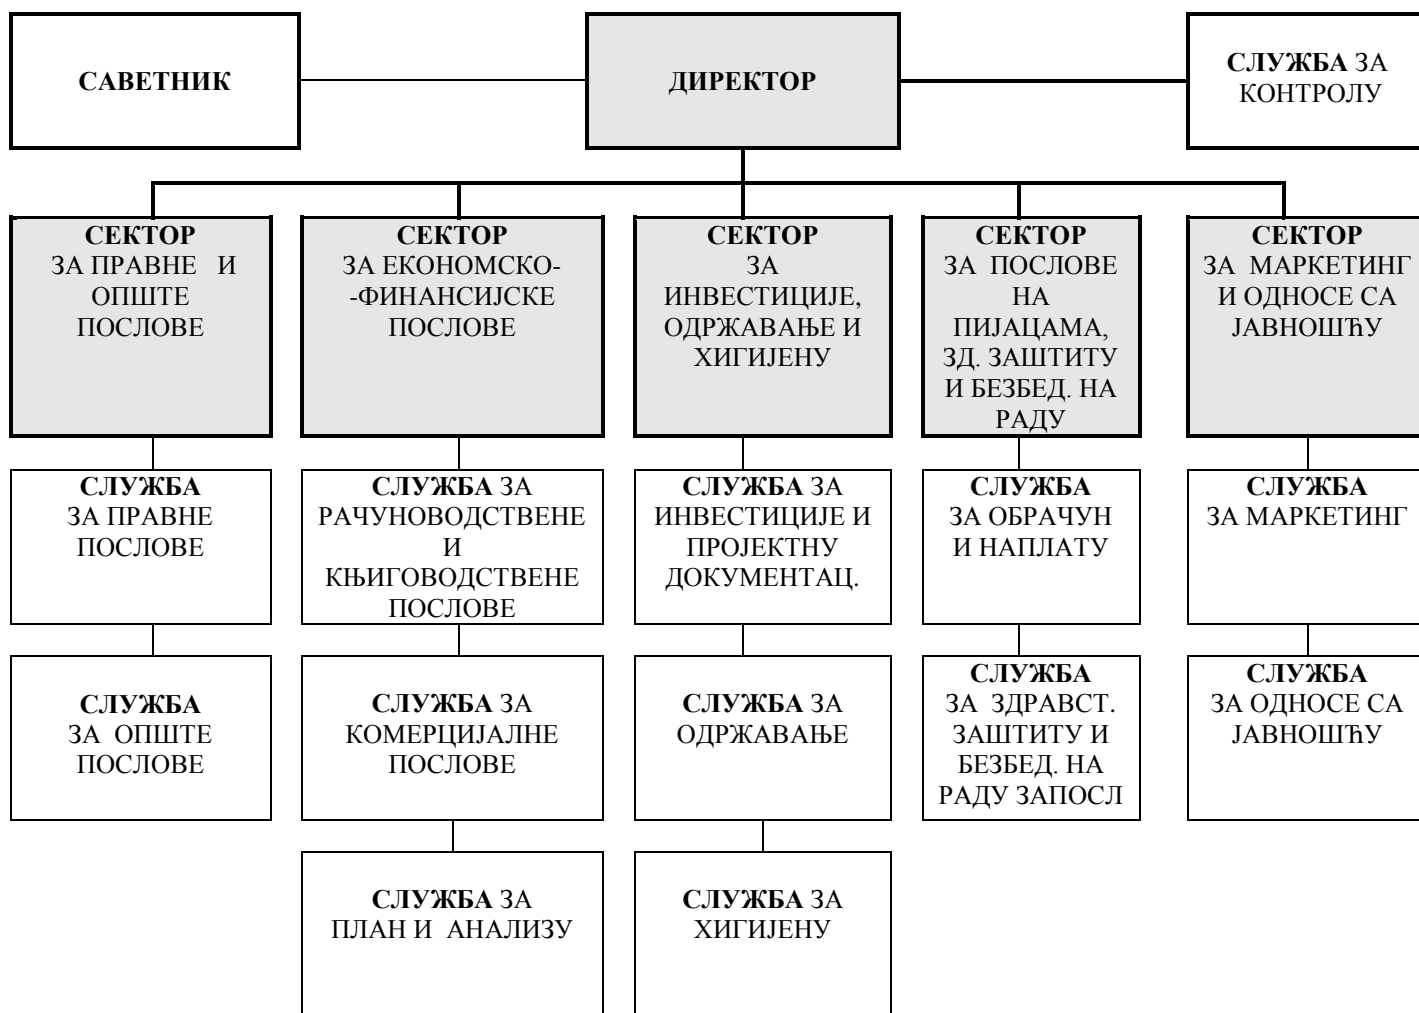 САВЕТНИК
ДИРЕКТОР
СЛУЖБА ЗА
КОНТРОЛУ
СЕКТОР
ЗА ПРАВНЕ И
ОПШТЕ
ПОСЛОВЕ
СЕКТОР
ЗА ЕКОНОМСКО-
-ФИНАНСИЈСКЕ
ПОСЛОВЕ
СЕКТОР
ЗА
ИНВЕСТИЦИЈЕ,
ОДРЖАВАЊЕ И
ХИГИЈЕНУ
СЕКТОР
ЗА ПОСЛОВЕ
НА
ПИЈАЦАМА,
ЗД. ЗАШТИТУ
И БЕЗБЕД. НА
РАДУ
СЕКТОР
ЗА МАРКЕТИНГ
И ОДНОСЕ СА
ЈАВНОШЋУ
СЛУЖБА
ЗА ПРАВНЕ
ПОСЛОВЕ
СЛУЖБА ЗА
РАЧУНОВОДСТВЕНЕ
И
КЊИГОВОДСТВЕНЕ
ПОСЛОВЕ
СЛУЖБА ЗА
ИНВЕСТИЦИЈЕ И
ПРОЈЕКТНУ
ДОКУМЕНТАЦ.
СЛУЖБА
ЗА ОБРАЧУН
И НАПЛАТУ
СЛУЖБА
ЗА МАРКЕТИНГ
СЛУЖБА
ЗА ОПШТЕ
ПОСЛОВЕ
СЛУЖБА ЗА
КОМЕРЦИЈАЛНЕ
ПОСЛОВЕ
СЛУЖБА ЗА
ОДРЖАВАЊЕ
СЛУЖБА
ЗА ЗДРАВСТ.
ЗАШТИТУ И
БЕЗБЕД. НА
РАДУ ЗАПОСЛ
СЛУЖБА
ЗА ОДНОСЕ СА
ЈАВНОШЋУ
СЛУЖБА ЗА
ПЛАН И АНАЛИЗУ
СЛУЖБА ЗА
ХИГИЈЕНУ